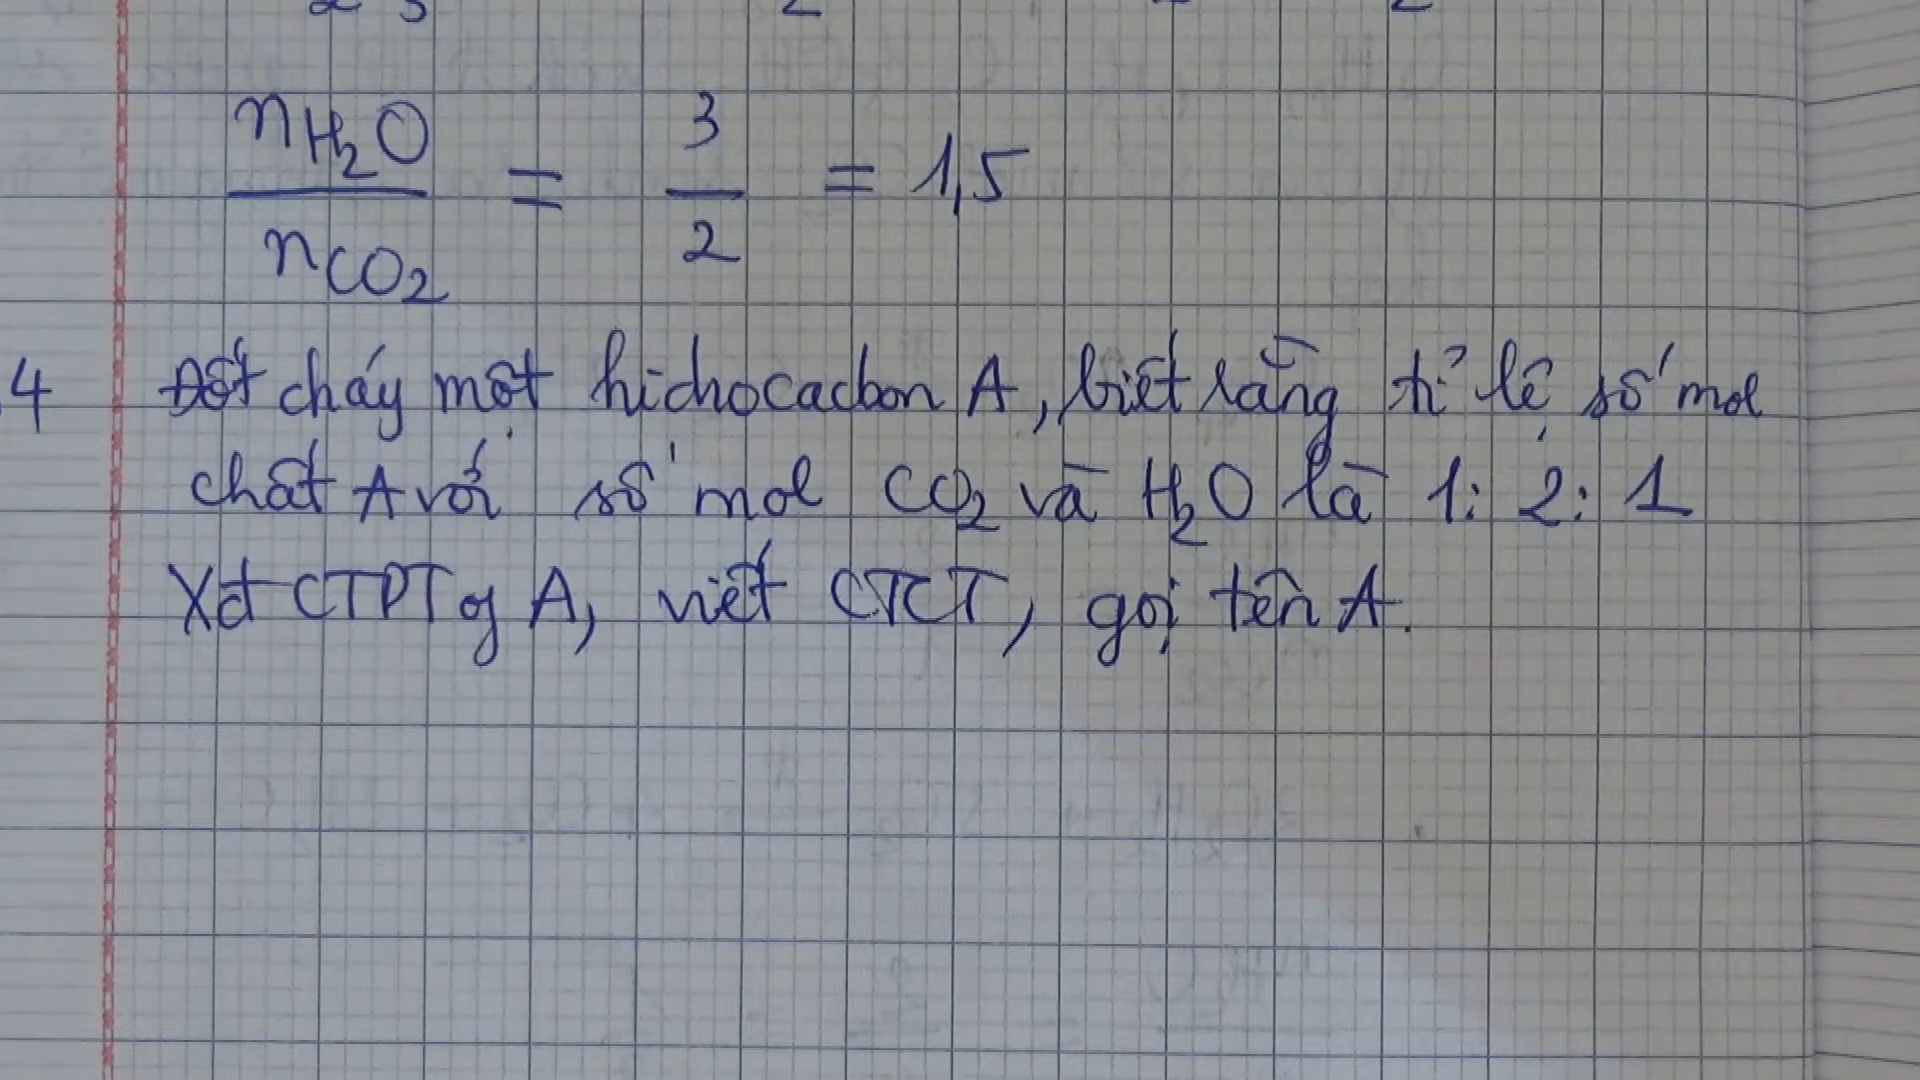 nH₂O / nCO₂ = 3/2 = 1,5
4 Đốt cháy một hiđrocacbon A, biết rằng tỉ lệ số mol
chất A với số mol CO₂ và H₂O là 1: 2: 1
Xđ CTPT of A, viết CTCT, gọi tên A.